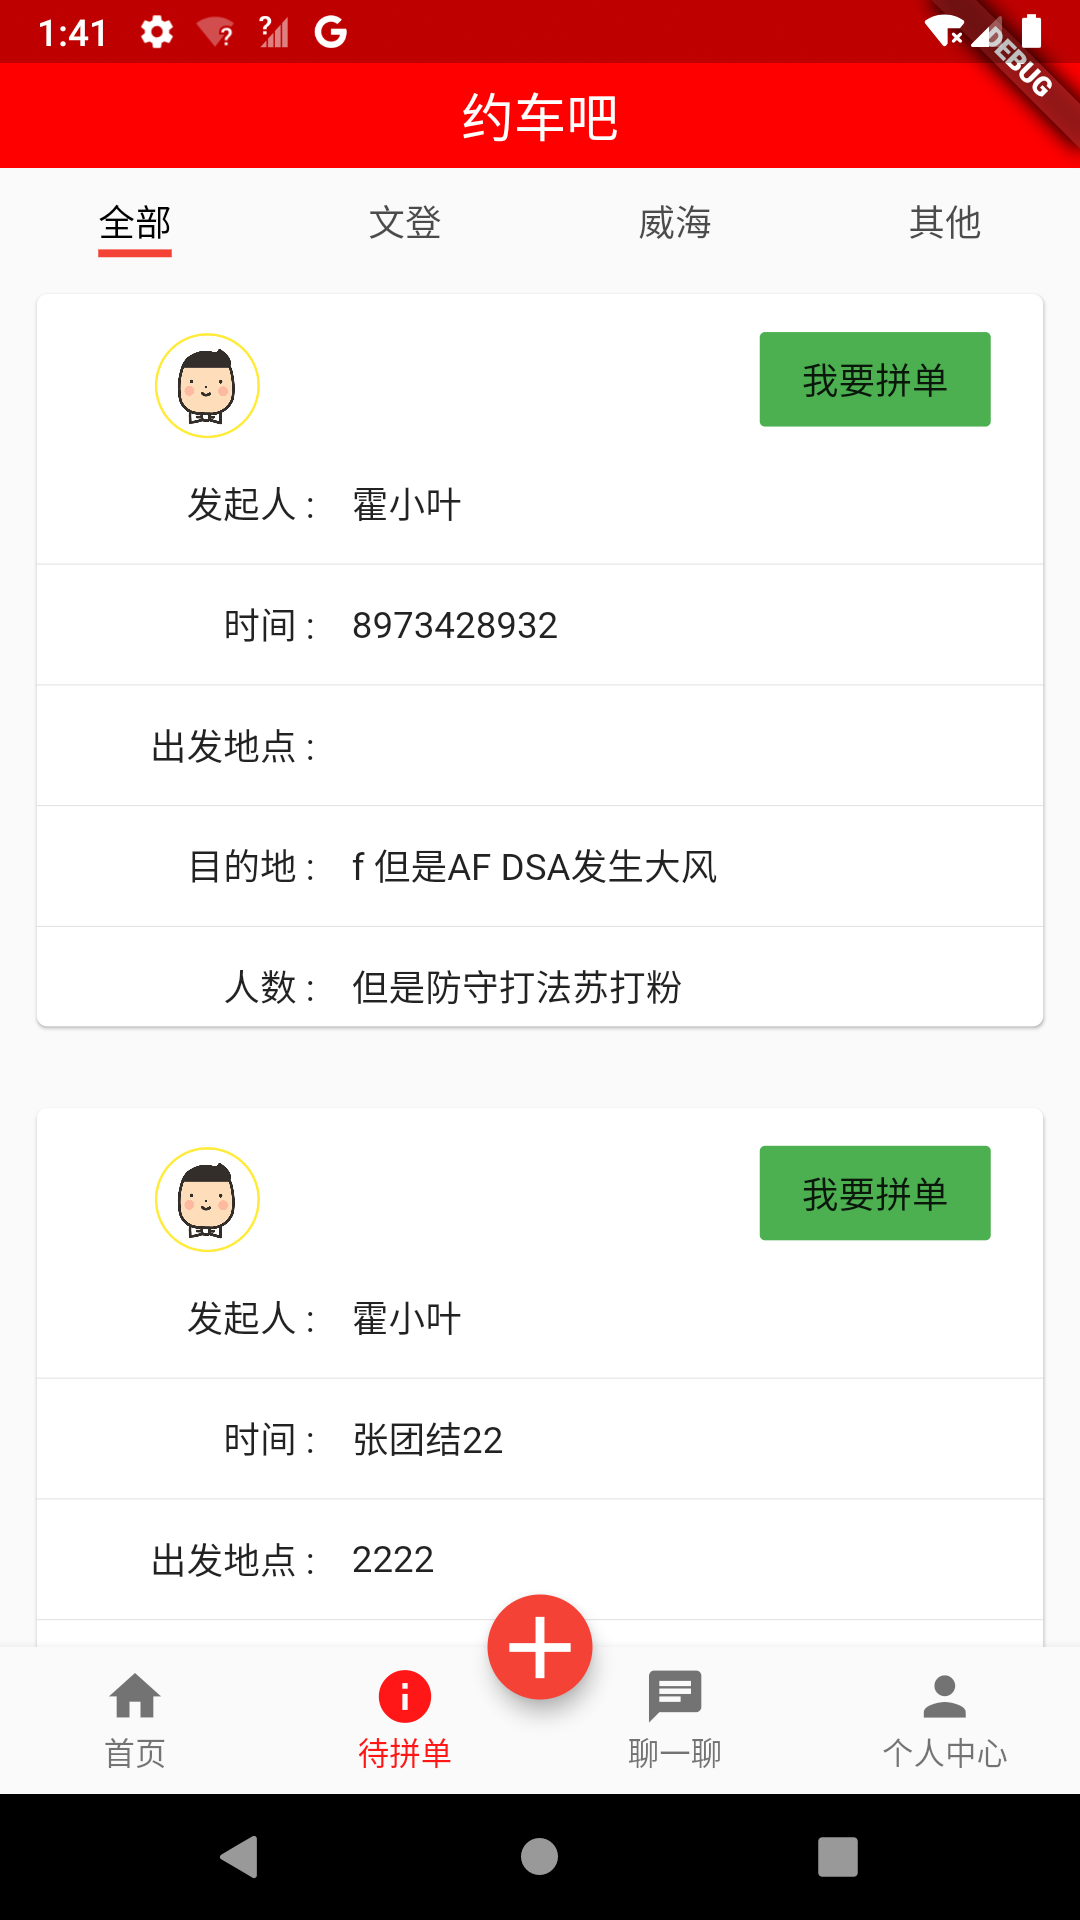 1:41
DEBUG
约车吧
全部 文登 威海 其他
我要拼单
发起人 : 霍小叶
时间 : 8973428932
出发地点 :
目的地 : f 但是AF DSA发生大风
人数 : 但是防守打法苏打粉
我要拼单
发起人 : 霍小叶
时间 : 张团结22
出发地点 : 2222
首页 待拼单 聊一聊 个人中心